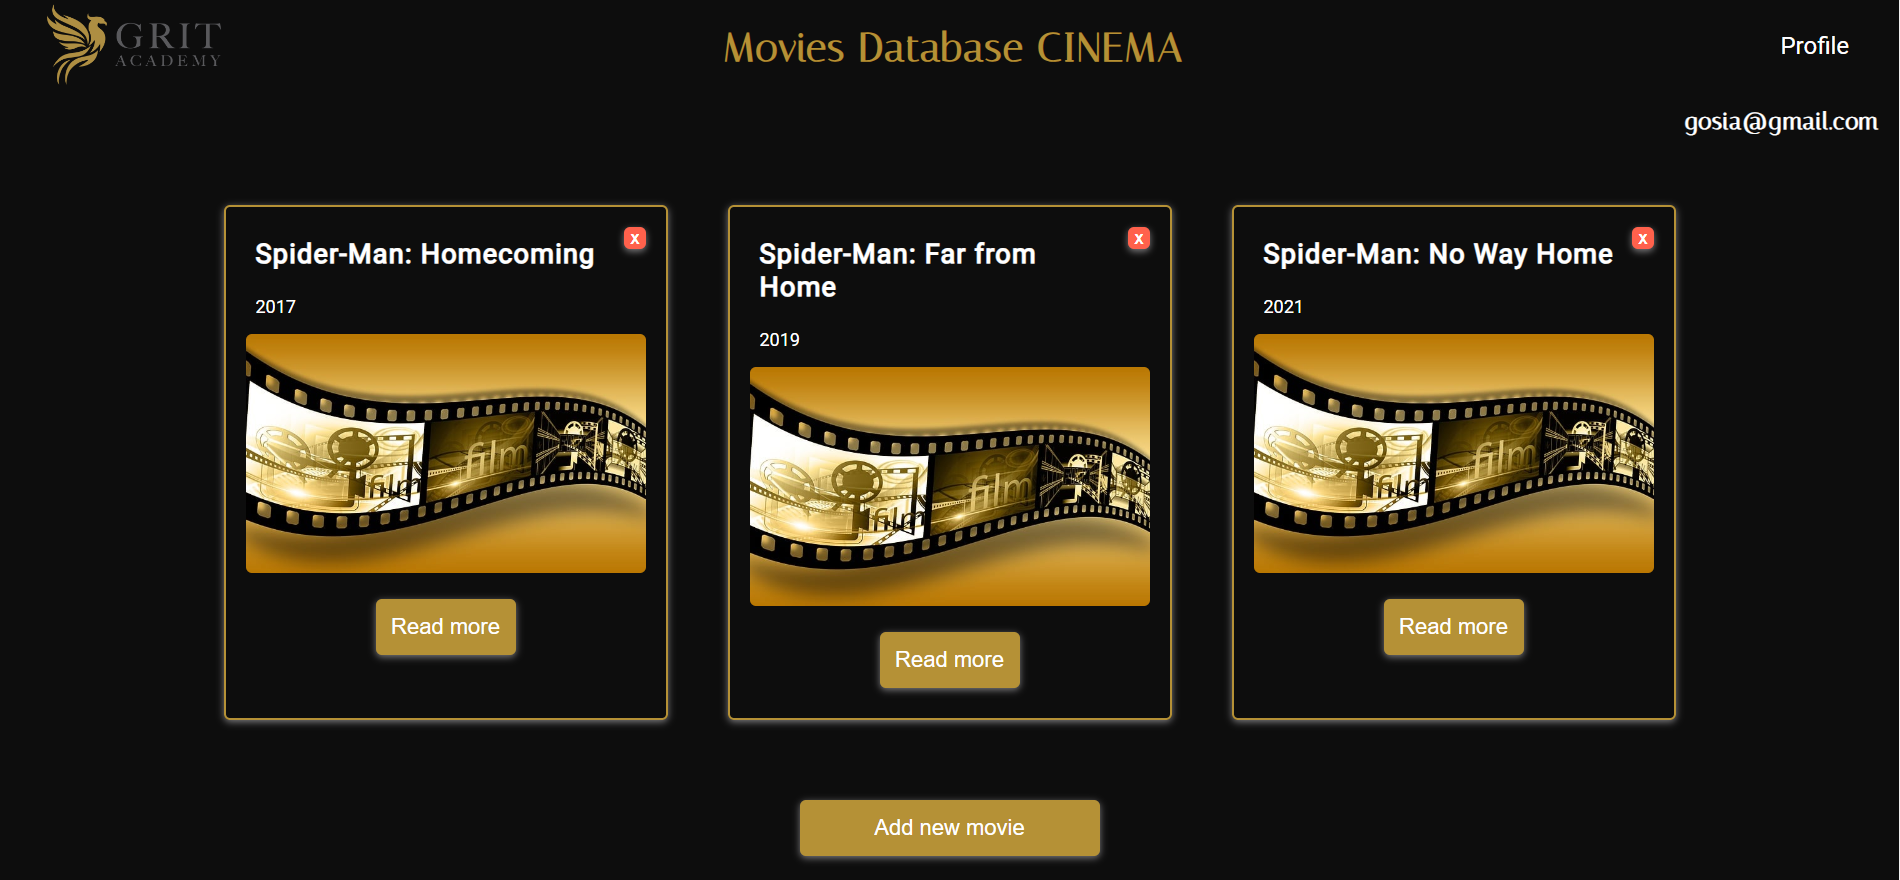 GRIT
ACADEMY
Movies Database CINEMA
Profile
gosia@gmail.com
Spider-Man: Homecoming
x
2017
film
film
Read more
Spider-Man: Far from
Home
x
2019
film
film
Read more
Spider-Man: No Way Home
x
2021
film
film
Read more
Add new movie